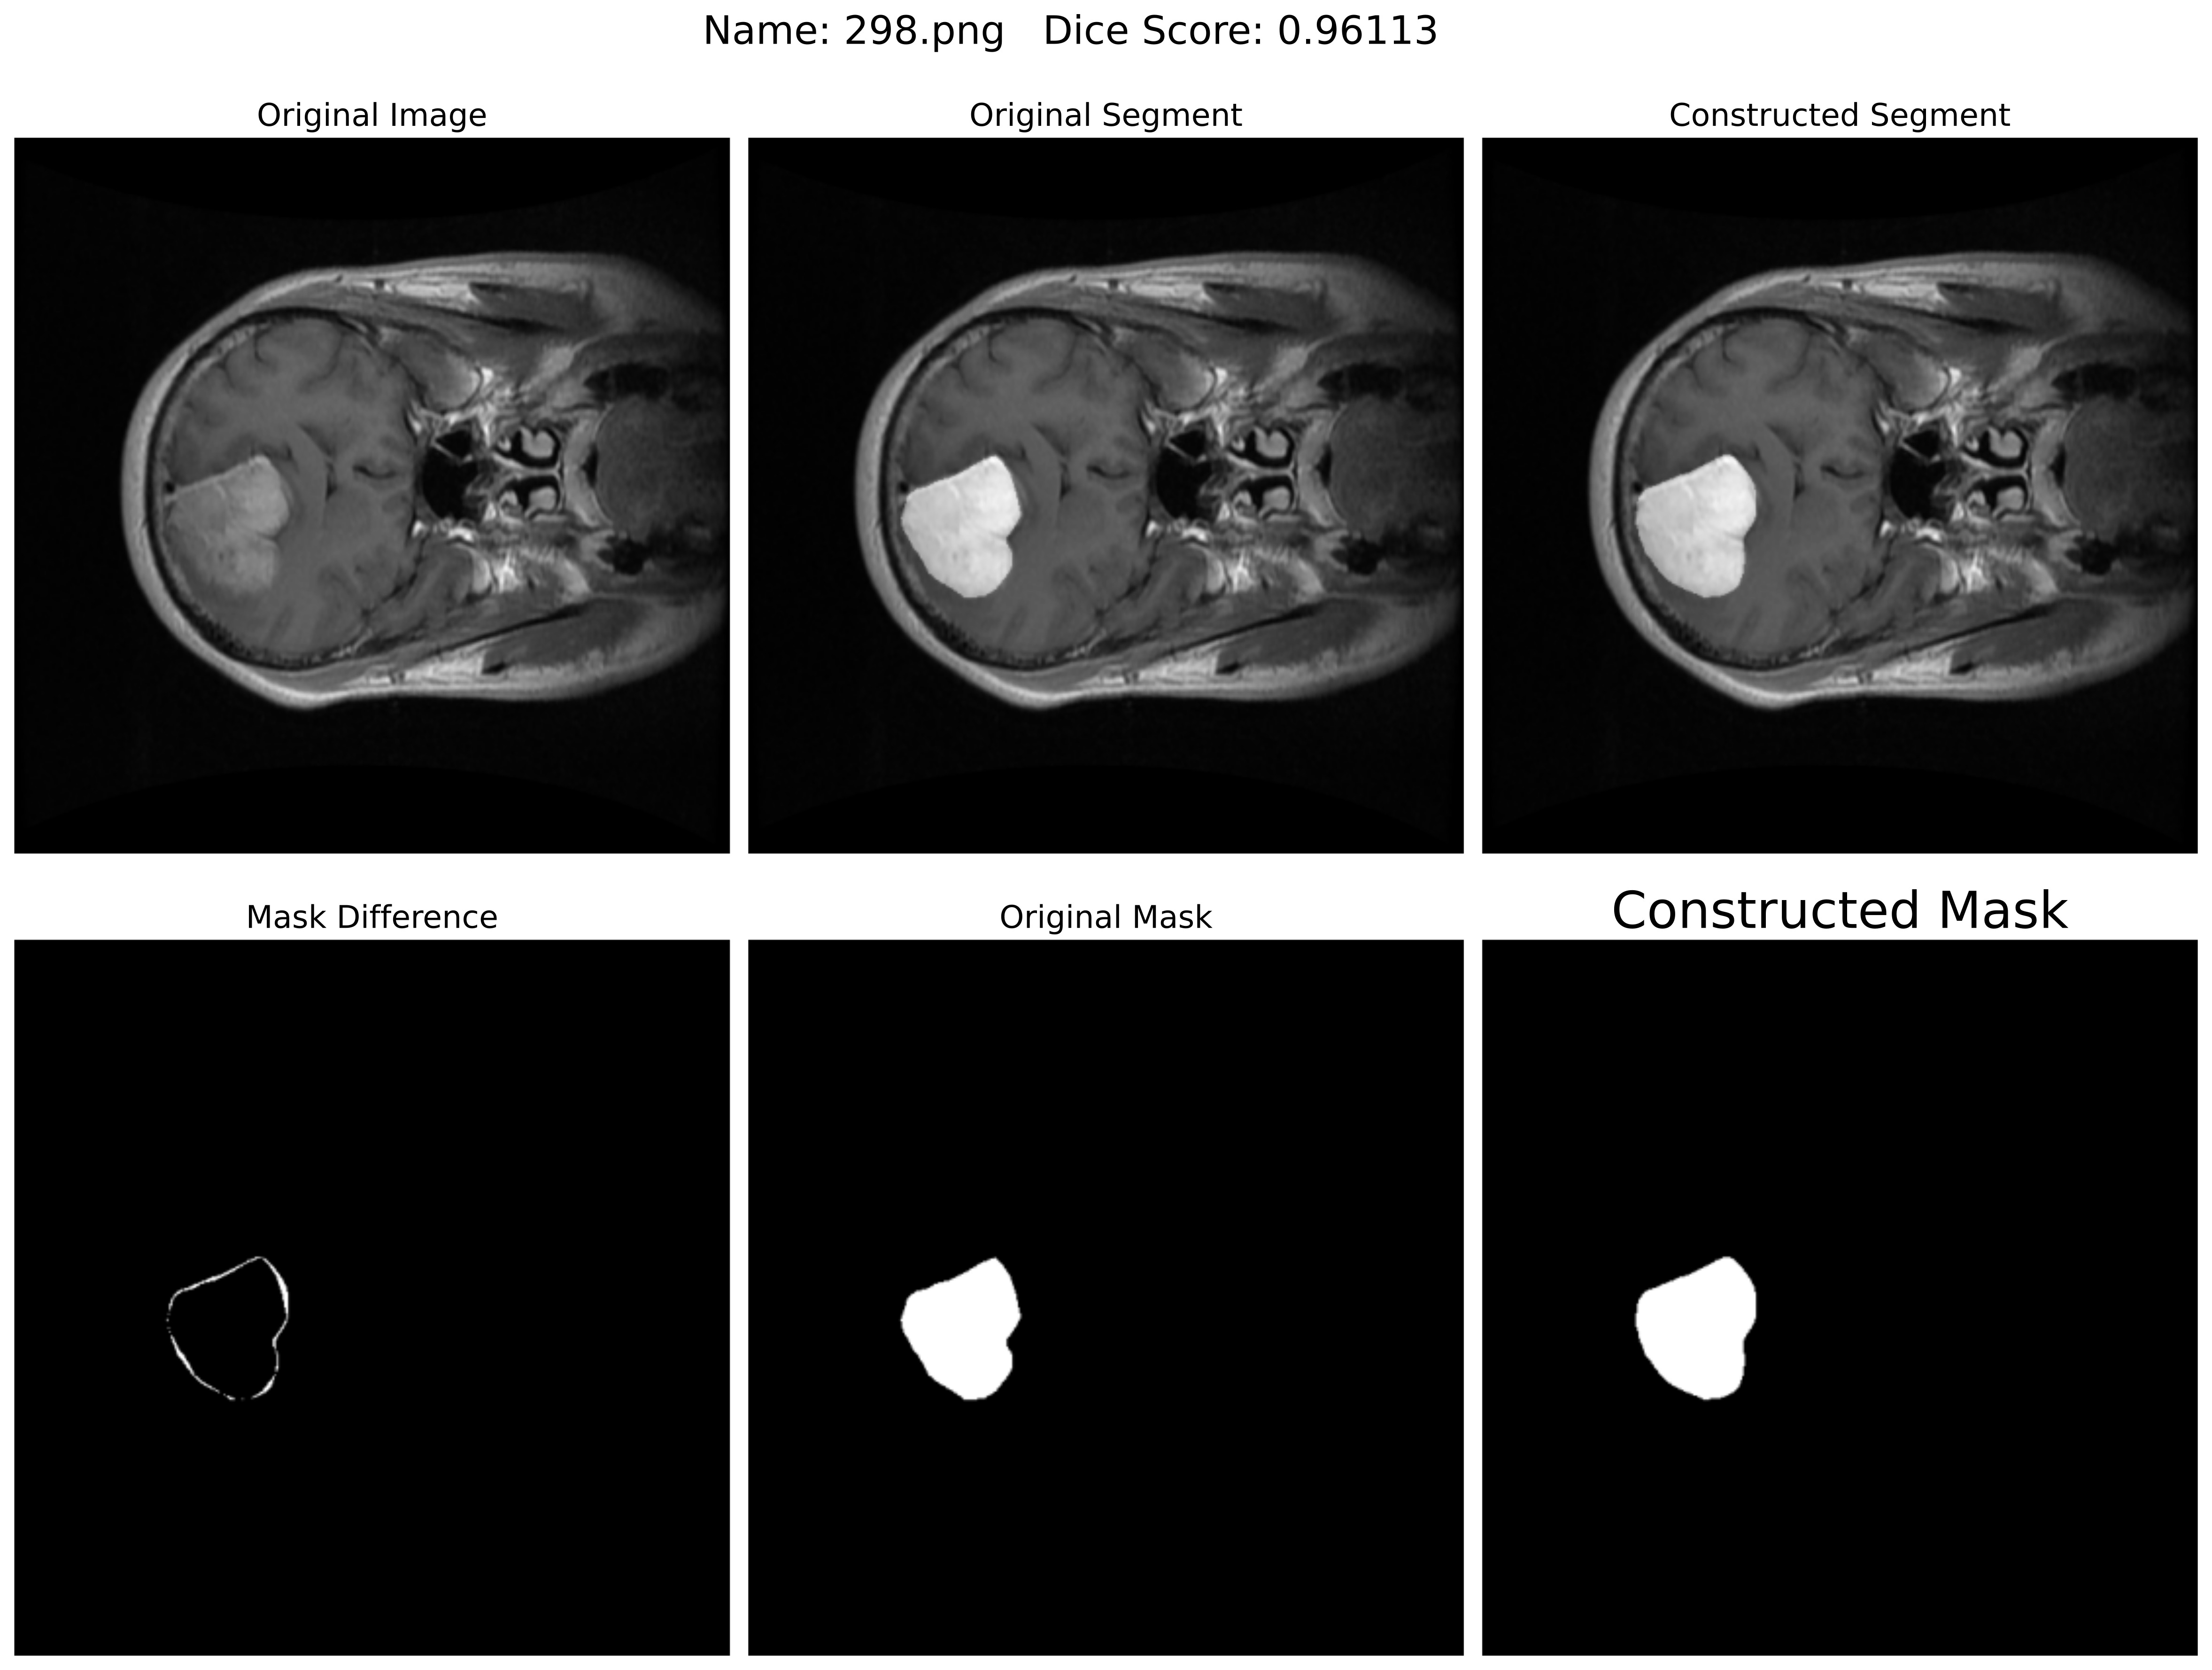 Name: 298.png   Dice Score: 0.96113
Original Image
Original Segment
Constructed Segment
Mask Difference
Original Mask
Constructed Mask